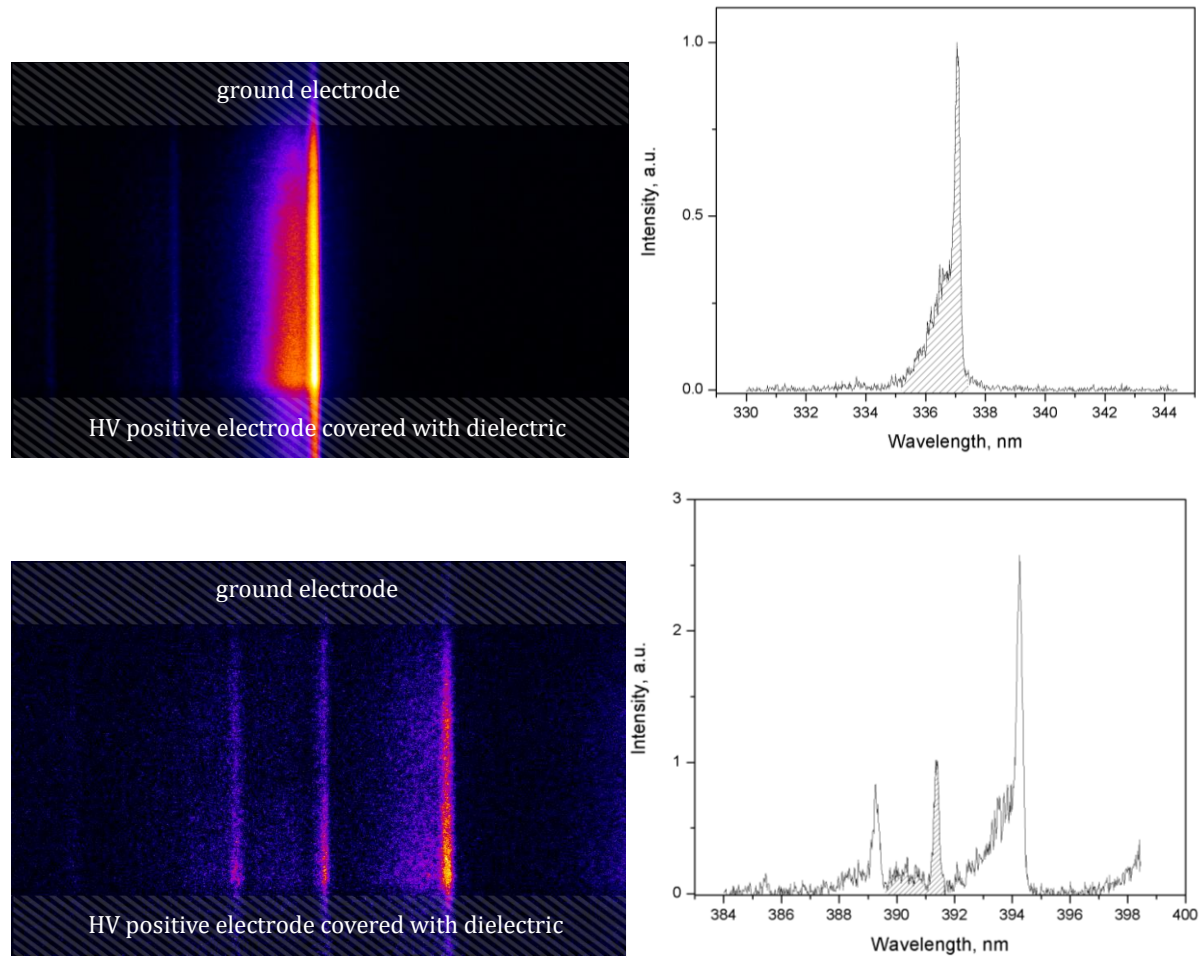 ground electrode
HV positive electrode covered with dielectric
1.0
0.5
0.0
Intensity, a.u.
330 332 334 336 338 340 342 344
Wavelength, nm
ground electrode
HV positive electrode covered with dielectric
3
2
1
0
Intensity, a.u.
384 386 388 390 392 394 396 398 400
Wavelength, nm